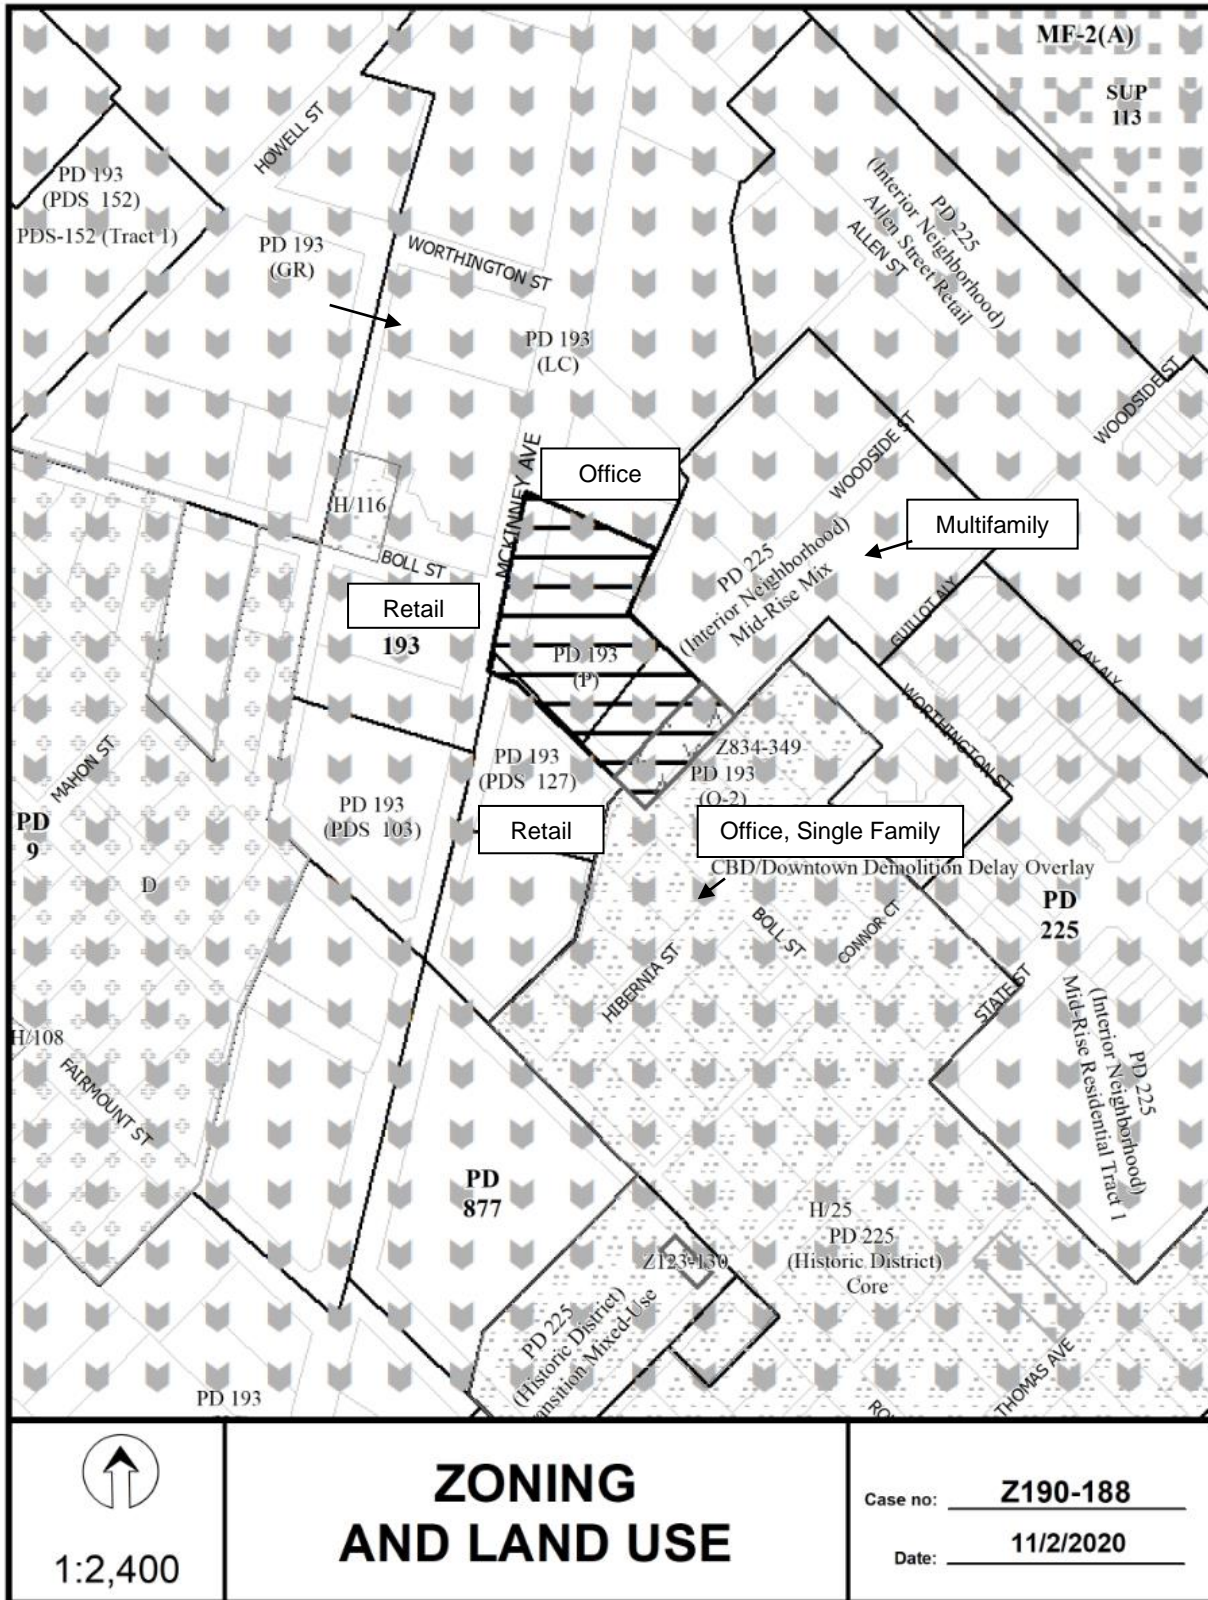 MF-2(A)
SUP
113
HOWELL ST
PD 193
(PDS 152)
PDS-152 (Tract 1)
PD 193
(GR)
WORTHINGTON ST
PD 193
(LC)
PD 225
(Interior Neighborhood)
Allen Street Retail
ALLEN ST
WOODSIDE ST
WOODSIDE ST
MCKINNEY AVE
Office
H/116
BOLL ST
Retail
193
Multifamily
PD 225
(Interior Neighborhood)
Mid-Rise Mix
GUILLOT ALY
CLAY ALY
PD 193
(P)
WORTHINGTON ST
MAHON ST
PD
9
D
PD 193
(PDS 103)
PD 193
(PDS 127)
Retail
Z834-349
PD 193
(O-2)
Office, Single Family
CBD/Downtown Demolition Delay Overlay
PD
225
BOLL ST
CONNOR CT
HIBERNIA ST
STATE ST
PD 225
(Interior Neighborhood)
Mid-Rise Residential Tract 1
H/108
FAIRMOUNT ST
PD
877
H/25
PD 225
(Historic District)
Core
Z123-130
PD 225
(Historic District)
ansition Mixed-Use
THOMAS AVE
PD 193
1:2,400
ZONING
AND LAND USE
Case no: Z190-188
Date: 11/2/2020